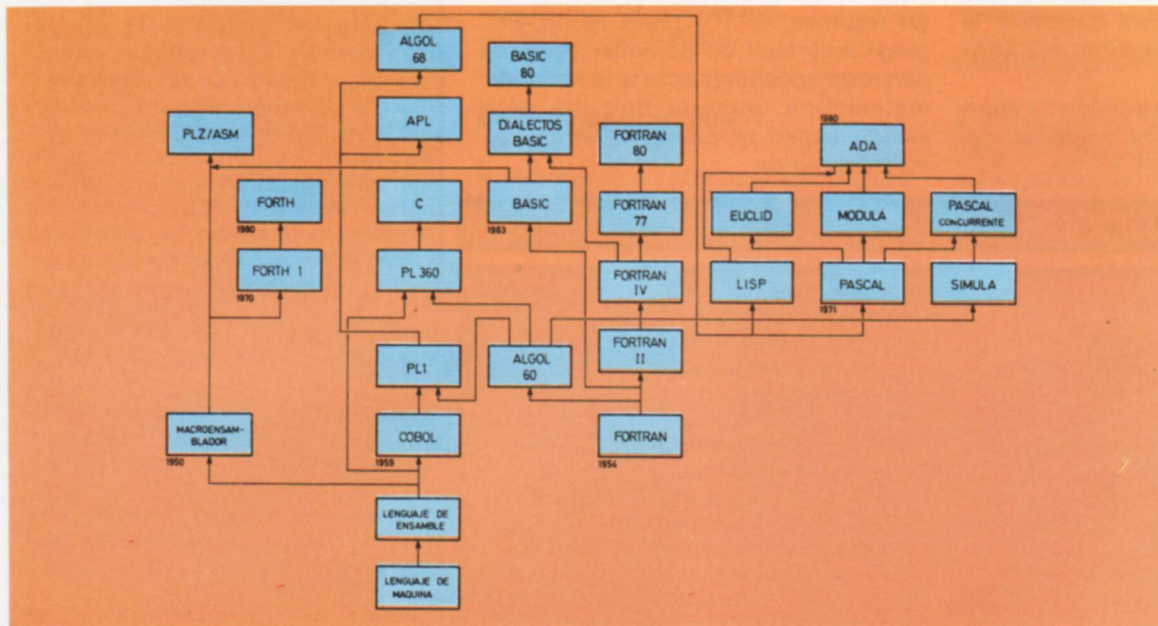 ALGOL
68
BASIC
80
PLZ/ASM
APL
DIALECTOS
BASIC
FORTRAN
80
1980
ADA
FORTH
1980
C
BASIC
1963
FORTRAN
77
EUCLID
MODULA
PASCAL
CONCURRENTE
FORTH 1
1970
PL 360
FORTRAN
IV
LISP
PASCAL
1971
SIMULA
PL1
ALGOL
60
FORTRAN
II
MACROENSAM-
BLADOR
1950
COBOL
1959
FORTRAN
1954
LENGUAJE DE
ENSAMBLE
LENGUAJE DE
MAQUINA